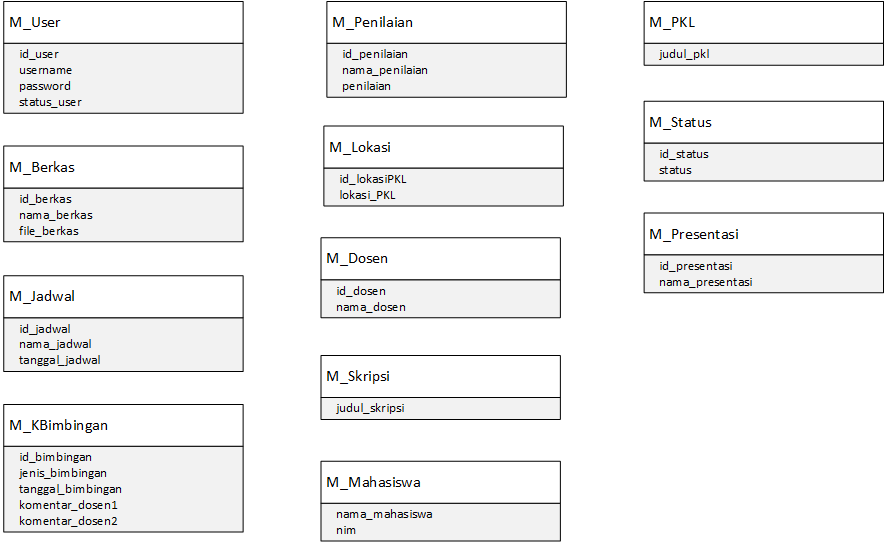 M_User
id_user
username
password
status_user
M_Berkas
id_berkas
nama_berkas
file_berkas
M_Jadwal
id_jadwal
nama_jadwal
tanggal_jadwal
M_KBimbingan
id_bimbingan
jenis_bimbingan
tanggal_bimbingan
komentar_dosen1
komentar_dosen2
M_Penilaian
id_penilaian
nama_penilaian
penilaian
M_Lokasi
id_lokasiPKL
lokasi_PKL
M_Dosen
id_dosen
nama_dosen
M_Skripsi
judul_skripsi
M_Mahasiswa
nama_mahasiswa
nim
M_PKL
judul_pkl
M_Status
id_status
status
M_Presentasi
id_presentasi
nama_presentasi